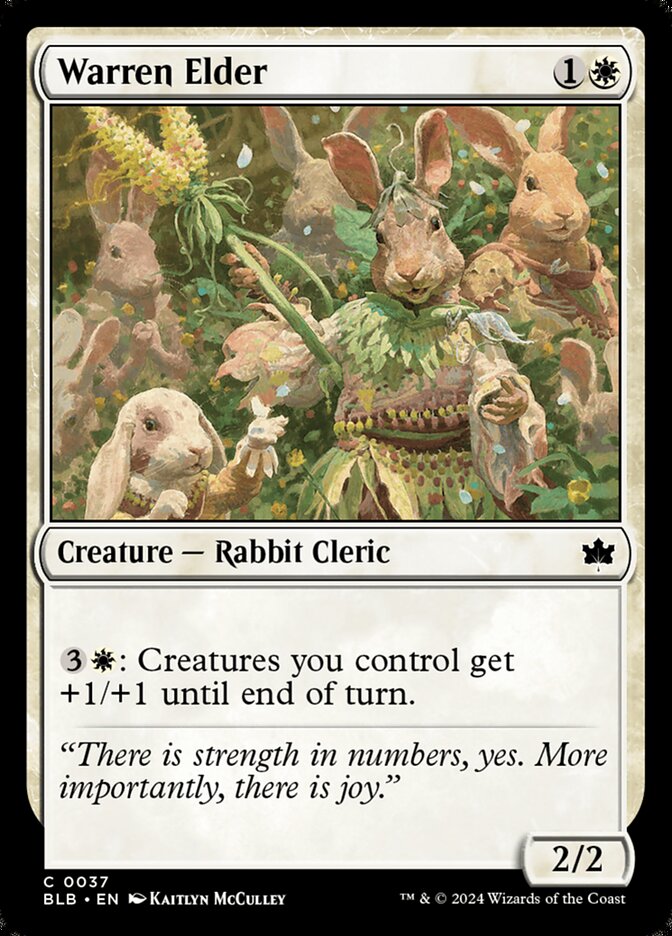 Warren Elder 1
Creature — Rabbit Cleric
3: Creatures you control get
+1/+1 until end of turn.
“There is strength in numbers, yes. More
importantly, there is joy.”
2/2
C 0037
BLB • EN Kaitlyn McCulley
™ & © 2024 Wizards of the Coast